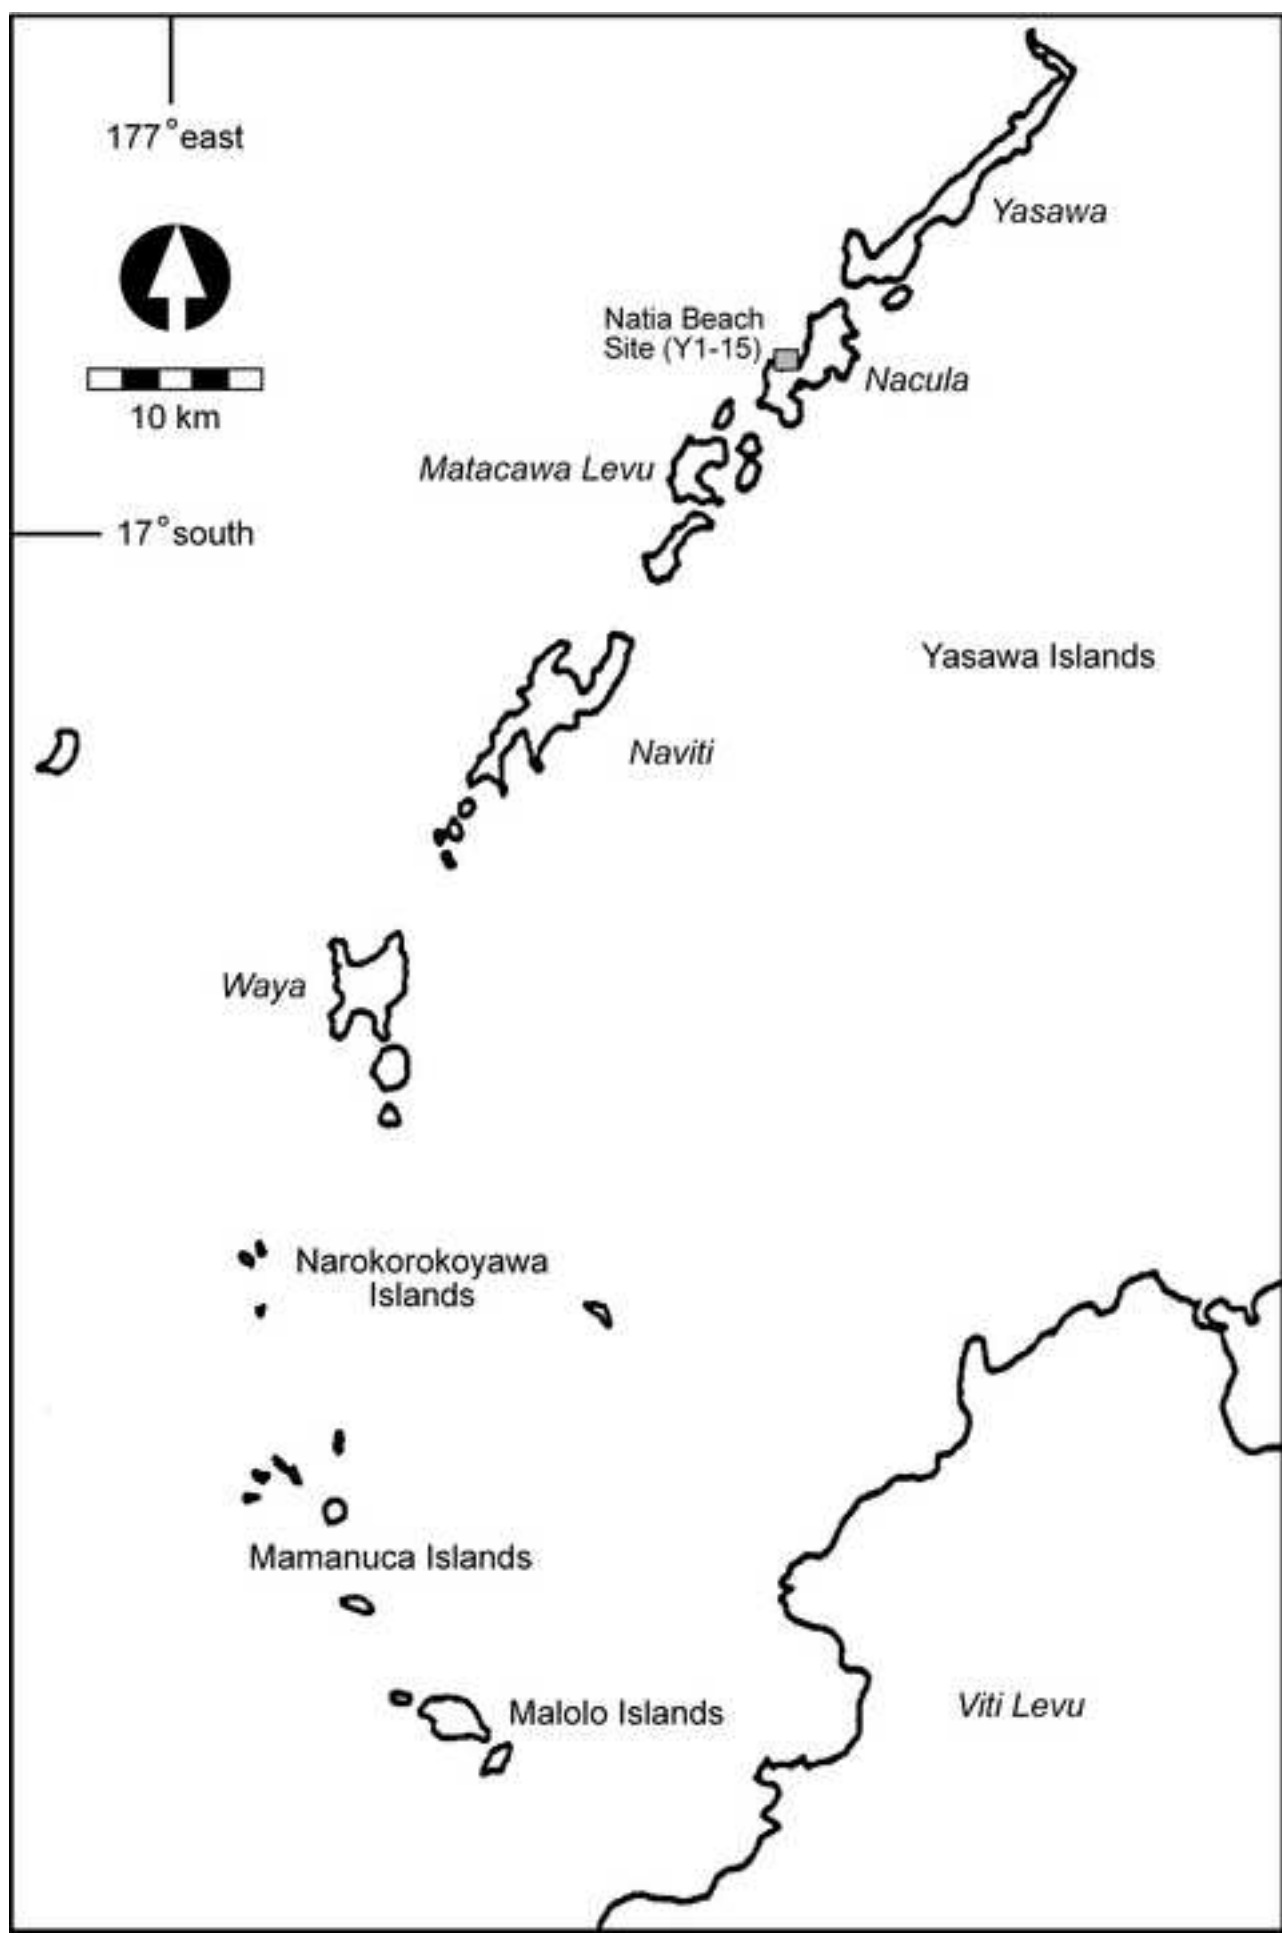 177°east
Yasawa
Natia Beach
Site (Y1-15)
Nacula
10 km
Matacawa Levu
17°south
Yasawa Islands
Naviti
Waya
Narokorokoyawa
Islands
Mamanuca Islands
Malolo Islands
Viti Levu